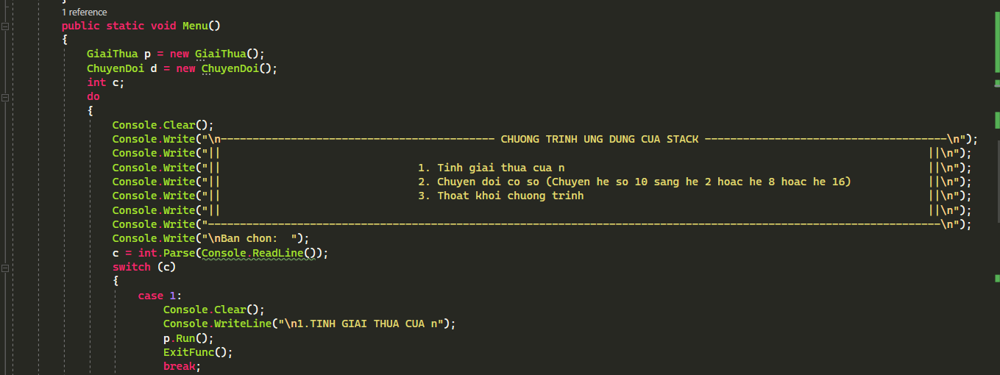 }
1 reference
public static void Menu()
{
GiaiThua p = new GiaiThua();
ChuyenDoi d = new ChuyenDoi();
int c;
do
{
Console.Clear();
Console.Write("\n------------------------------------------- CHUONG TRINH UNG DUNG CUA STACK --------------------------------------\n");
Console.Write("||                                                                                                               ||\n");
Console.Write("||                               1. Tinh giai thua cua n                                                         ||\n");
Console.Write("||                               2. Chuyen doi co so (Chuyen he so 10 sang he 2 hoac he 8 hoac he 16)            ||\n");
Console.Write("||                               3. Thoat khoi chuong trinh                                                      ||\n");
Console.Write("||                                                                                                               ||\n");
Console.Write("-------------------------------------------------------------------------------------------------------------------\n");
Console.Write("\nBan chon:  ");
c = int.Parse(Console.ReadLine());
switch (c)
{
case 1:
Console.Clear();
Console.WriteLine("\n1.TINH GIAI THUA CUA n");
p.Run();
ExitFunc();
break;